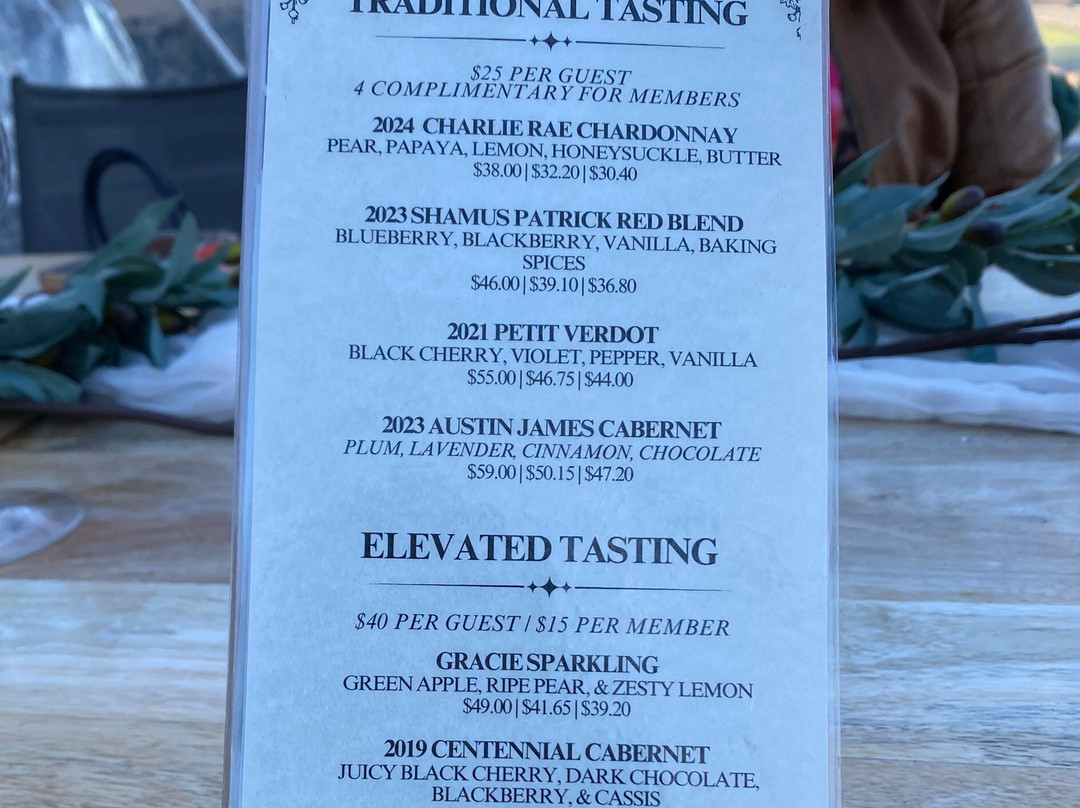 TRADITIONAL TASTING
$25 PER GUEST
4 COMPLIMENTARY FOR MEMBERS
2024 CHARLIE RAE CHARDONNAY
PEAR, PAPAYA, LEMON, HONEYSUCKLE, BUTTER
$38.00 | $32.20 | $30.40
2023 SHAMUS PATRICK RED BLEND
BLUEBERRY, BLACKBERRY, VANILLA, BAKING
SPICES
$46.00 | $39.10 | $36.80
2021 PETIT VERDOT
BLACK CHERRY, VIOLET, PEPPER, VANILLA
$55.00 | $46.75 | $44.00
2023 AUSTIN JAMES CABERNET
PLUM, LAVENDER, CINNAMON, CHOCOLATE
$59.00 | $50.15 | $47.20
ELEVATED TASTING
$40 PER GUEST / $15 PER MEMBER
GRACIE SPARKLING
GREEN APPLE, RIPE PEAR, & ZESTY LEMON
$49.00 | $41.65 | $39.20
2019 CENTENNIAL CABERNET
JUICY BLACK CHERRY, DARK CHOCOLATE,
BLACKBERRY, & CASSIS